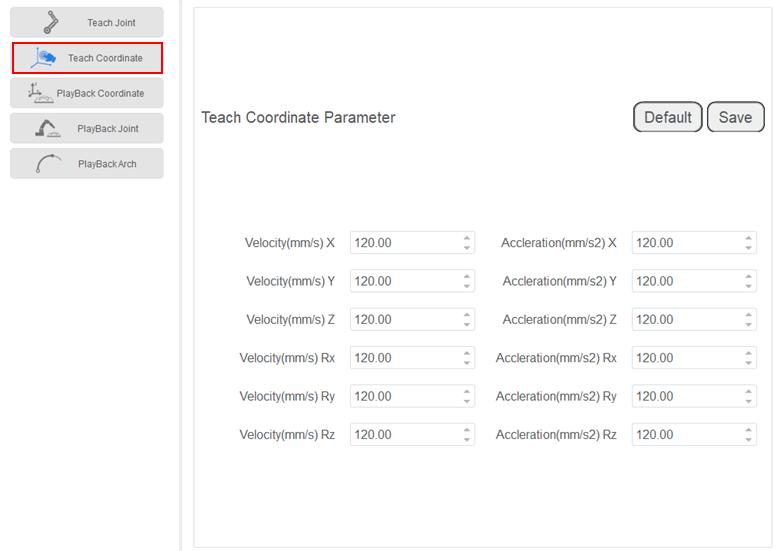 Teach Joint
Teach Coordinate
PlayBack Coordinate
PlayBack Joint
PlayBack Arch
Teach Coordinate Parameter Default Save
Velocity(mm/s) X 120.00 Accleration(mm/s2) X 120.00
Velocity(mm/s) Y 120.00 Accleration(mm/s2) Y 120.00
Velocity(mm/s) Z 120.00 Accleration(mm/s2) Z 120.00
Velocity(mm/s) Rx 120.00 Accleration(mm/s2) Rx 120.00
Velocity(mm/s) Ry 120.00 Accleration(mm/s2) Ry 120.00
Velocity(mm/s) Rz 120.00 Accleration(mm/s2) Rz 120.00